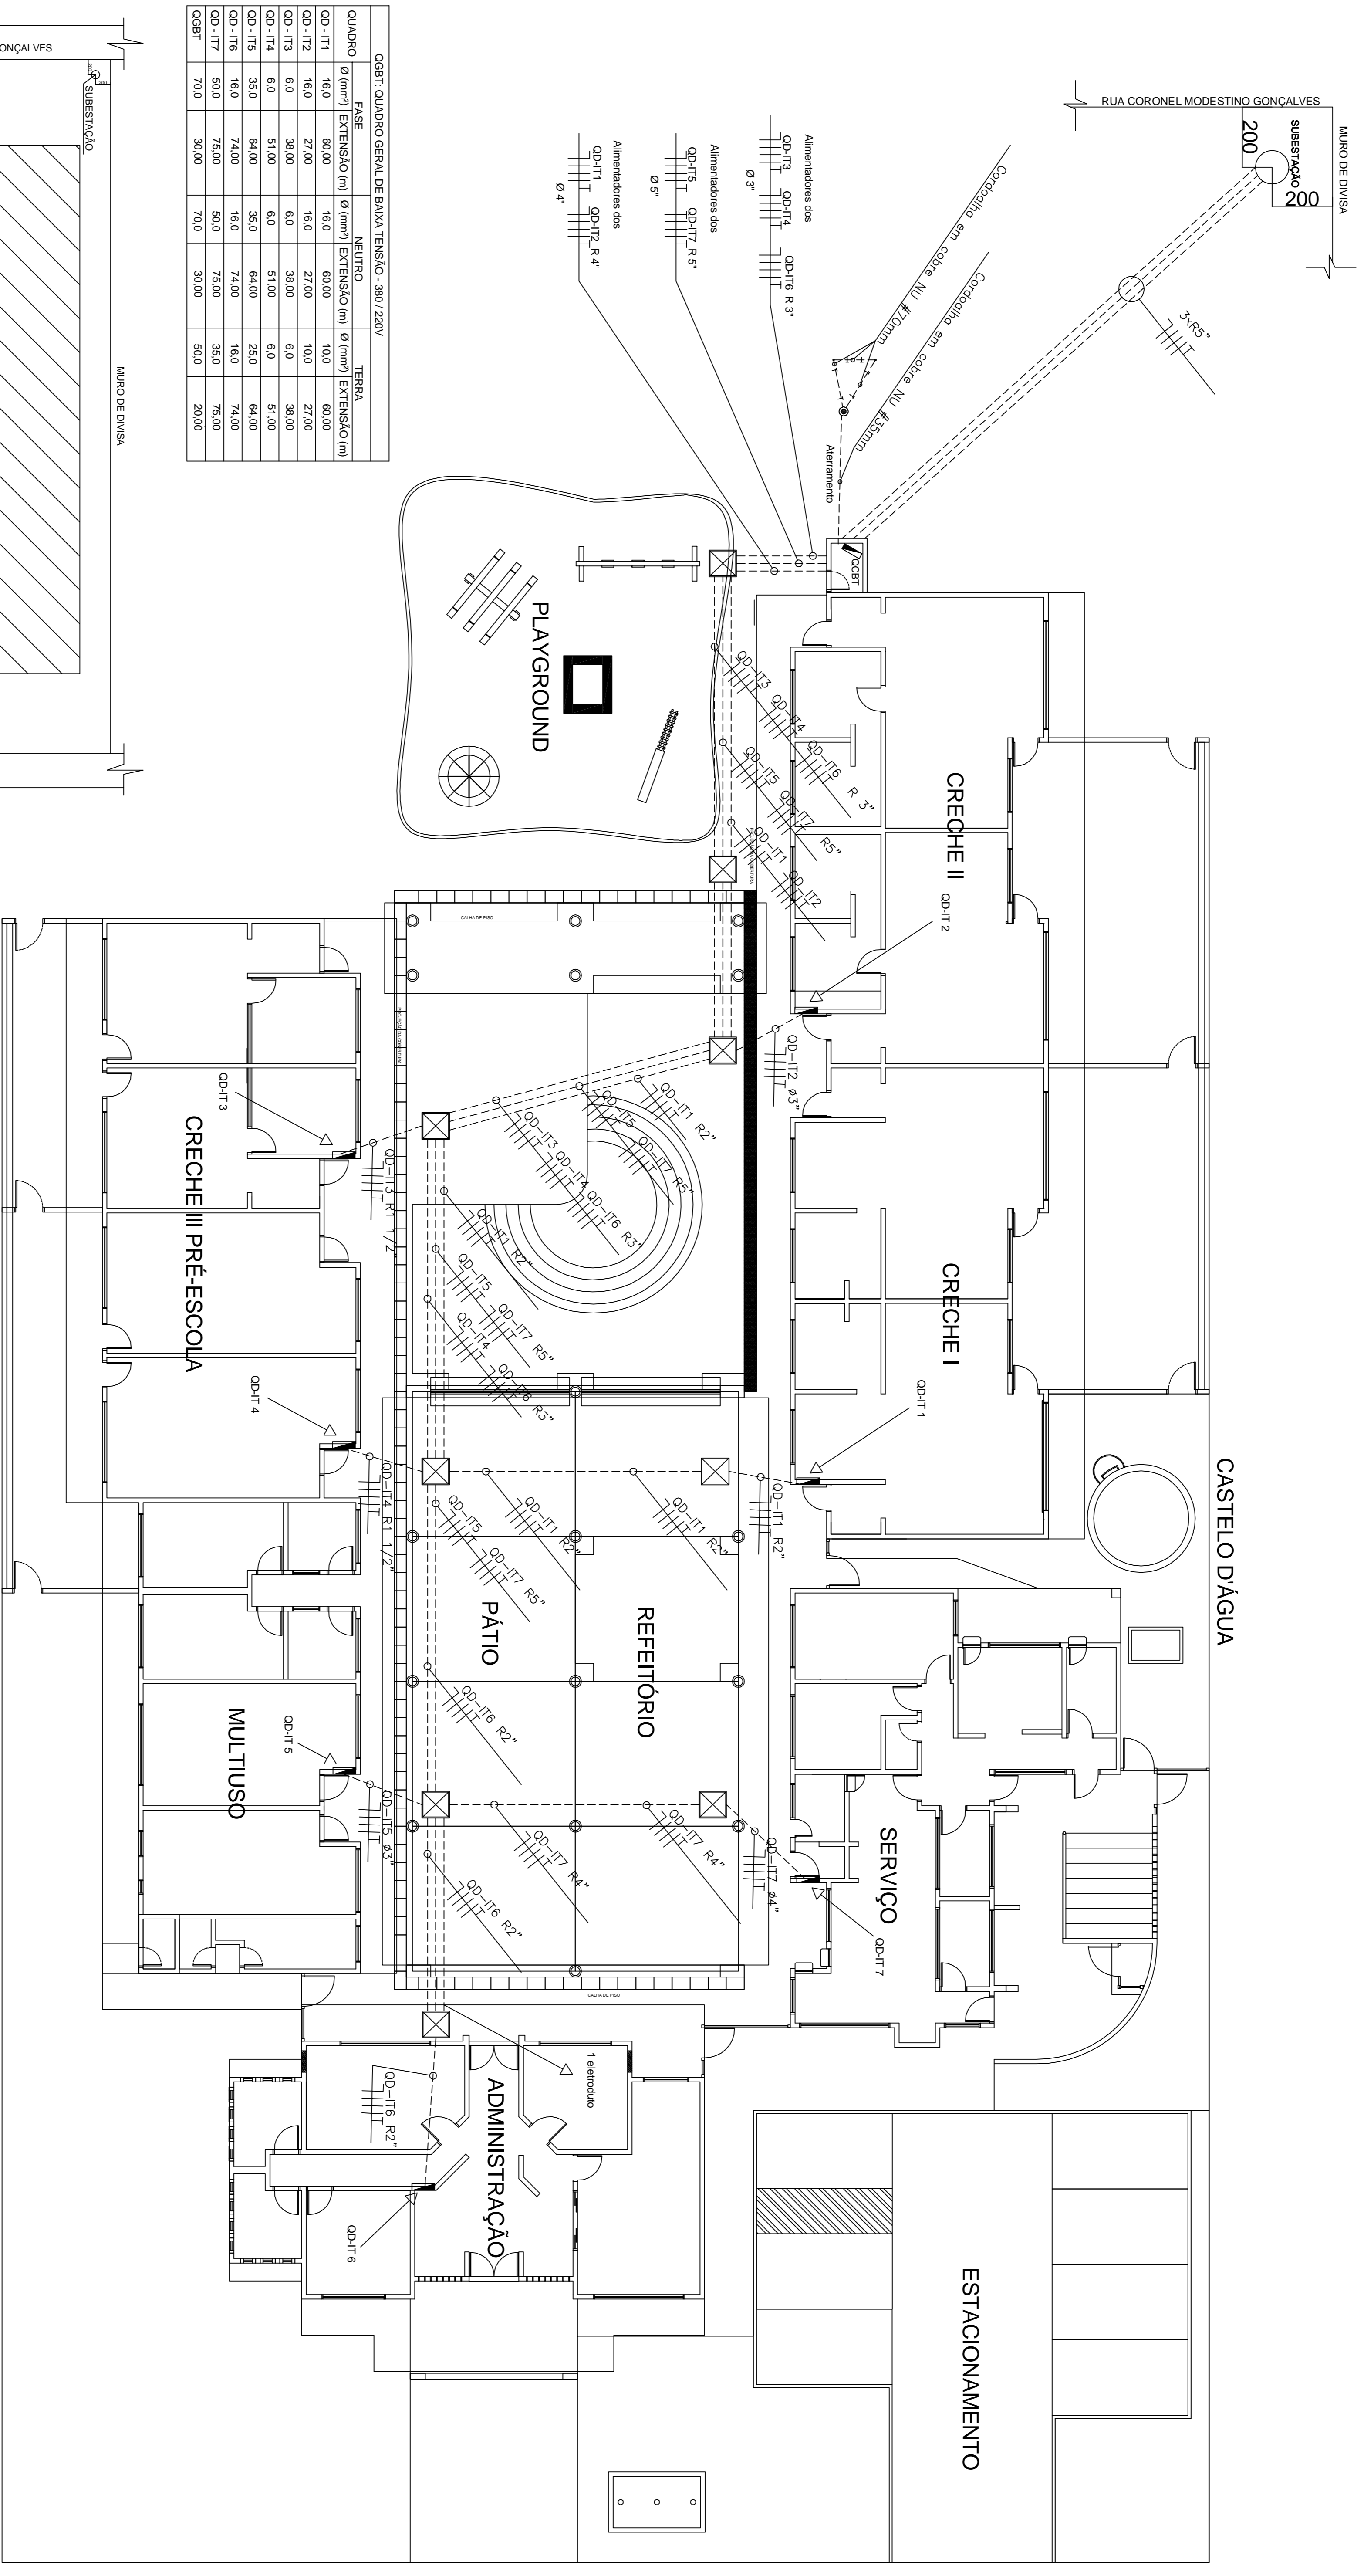 MURO DE DIVISA
RUA CORONEL MODESTINO GONÇALVES
SUBESTAÇÃO
200
200
3xR5"
Cordoalha em cobre NU #70mm
Cordoalha em cobre NU #35mm
Aterramento
QCBT
Alimentadores dos
QD-IT3 QD-IT4 QD-IT6 R 3"
Ø 3"
Alimentadores dos
QD-IT5 QD-IT7 R 5"
Ø 5"
Alimentadores dos
QD-IT1 QD-IT2 R 4"
Ø 4"
QGBT: QUADRO GERAL DE BAIXA TENSÃO - 380 / 220V
QUADRO FASE NEUTRO TERRA
Ø (mm²) EXTENSÃO (m) Ø (mm²) EXTENSÃO (m) Ø (mm²) EXTENSÃO (m)
QD - IT1 16,0 60,00 16,0 60,00 10,0 60,00
QD - IT2 16,0 27,00 16,0 27,00 10,0 27,00
QD - IT3 6,0 38,00 6,0 38,00 6,0 38,00
QD - IT4 6,0 51,00 6,0 51,00 6,0 51,00
QD - IT5 35,0 64,00 35,0 64,00 25,0 64,00
QD - IT6 16,0 74,00 16,0 74,00 16,0 74,00
QD - IT7 50,0 75,00 50,0 75,00 35,0 75,00
QGBT 70,0 30,00 70,0 30,00 50,0 20,00
ONÇALVES
200
200
SUBESTAÇÃO
MURO DE DIVISA
PLAYGROUND
QD-IT3 QD-IT4 QD-IT6 R 3"
QD-IT5 QD-IT7 R5"
QD-IT1 QD-IT2
CRECHE II
QD-IT 2
QD-IT2 Ø3"
CALHA DE PISO
PROJEÇÃO DA COBERTURA
PROJEÇÃO DA COBERTURA
QD-IT1 R2"
QD-IT5 QD-IT7 R5"
QD-IT3 QD-IT4 QD-IT6 R3"
QD-IT 3
QD-IT3 R1 1/2"
CRECHE III PRÉ-ESCOLA
QD-IT1 R2"
QD-IT5 QD-IT7 R5"
QD-IT4 QD-IT6 R3"
CRECHE I
QD-IT 1
QD-IT1 R2"
CASTELO D'ÁGUA
QD-IT 4
QD-IT4 R1 1/2"
QD-IT1 R2"
QD-IT1 R2"
QD-IT5 QD-IT7 R5"
PÁTIO
REFEITÓRIO
QD-IT6 R2"
MULTIUSO
QD-IT 5
QD-IT5 Ø3"
QD-IT7 R4"
QD-IT7 R4"
QD-IT7 Ø4"
QD-IT6 R2"
SERVIÇO
QD-IT 7
CALHA DE PISO
1 eletroduto
QD-IT6 R2"
ADMINISTRAÇÃO
QD-IT 6
ESTACIONAMENTO